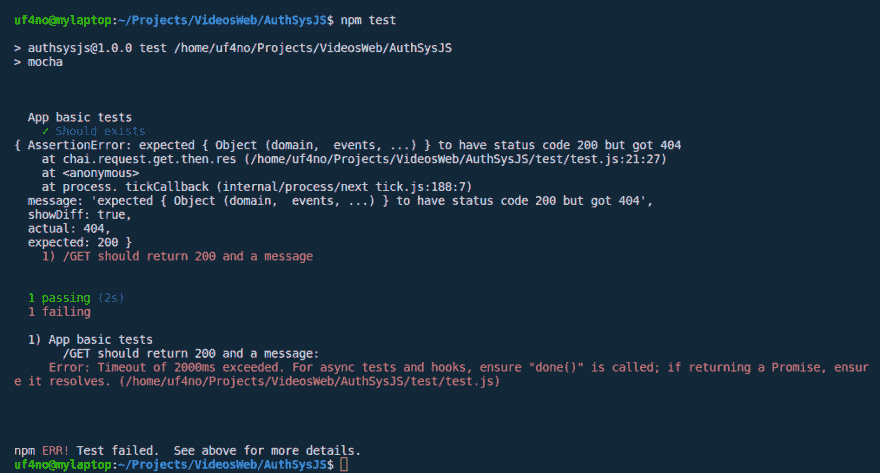 uf4no@mylaptop:~/Projects/VideosWeb/AuthSysJS$ npm test
> authsysjs@1.0.0 test /home/uf4no/Projects/VideosWeb/AuthSysJS
> mocha
App basic tests
✓ Should exists
{ AssertionError: expected { Object (domain, _events, ...) } to have status code 200 but got 404
at chai.request.get.then.res (/home/uf4no/Projects/VideosWeb/AuthSysJS/test/test.js:21:27)
at <anonymous>
at process._tickCallback (internal/process/next_tick.js:188:7)
message: 'expected { Object (domain, _events, ...) } to have status code 200 but got 404',
showDiff: true,
actual: 404,
expected: 200 }
1) /GET should return 200 and a message
1 passing (2s)
1 failing
1) App basic tests
/GET should return 200 and a message:
Error: Timeout of 2000ms exceeded. For async tests and hooks, ensure "done()" is called; if returning a Promise, ensur
e it resolves. (/home/uf4no/Projects/VideosWeb/AuthSysJS/test/test.js)
npm ERR! Test failed.  See above for more details.
uf4no@mylaptop:~/Projects/VideosWeb/AuthSysJS$